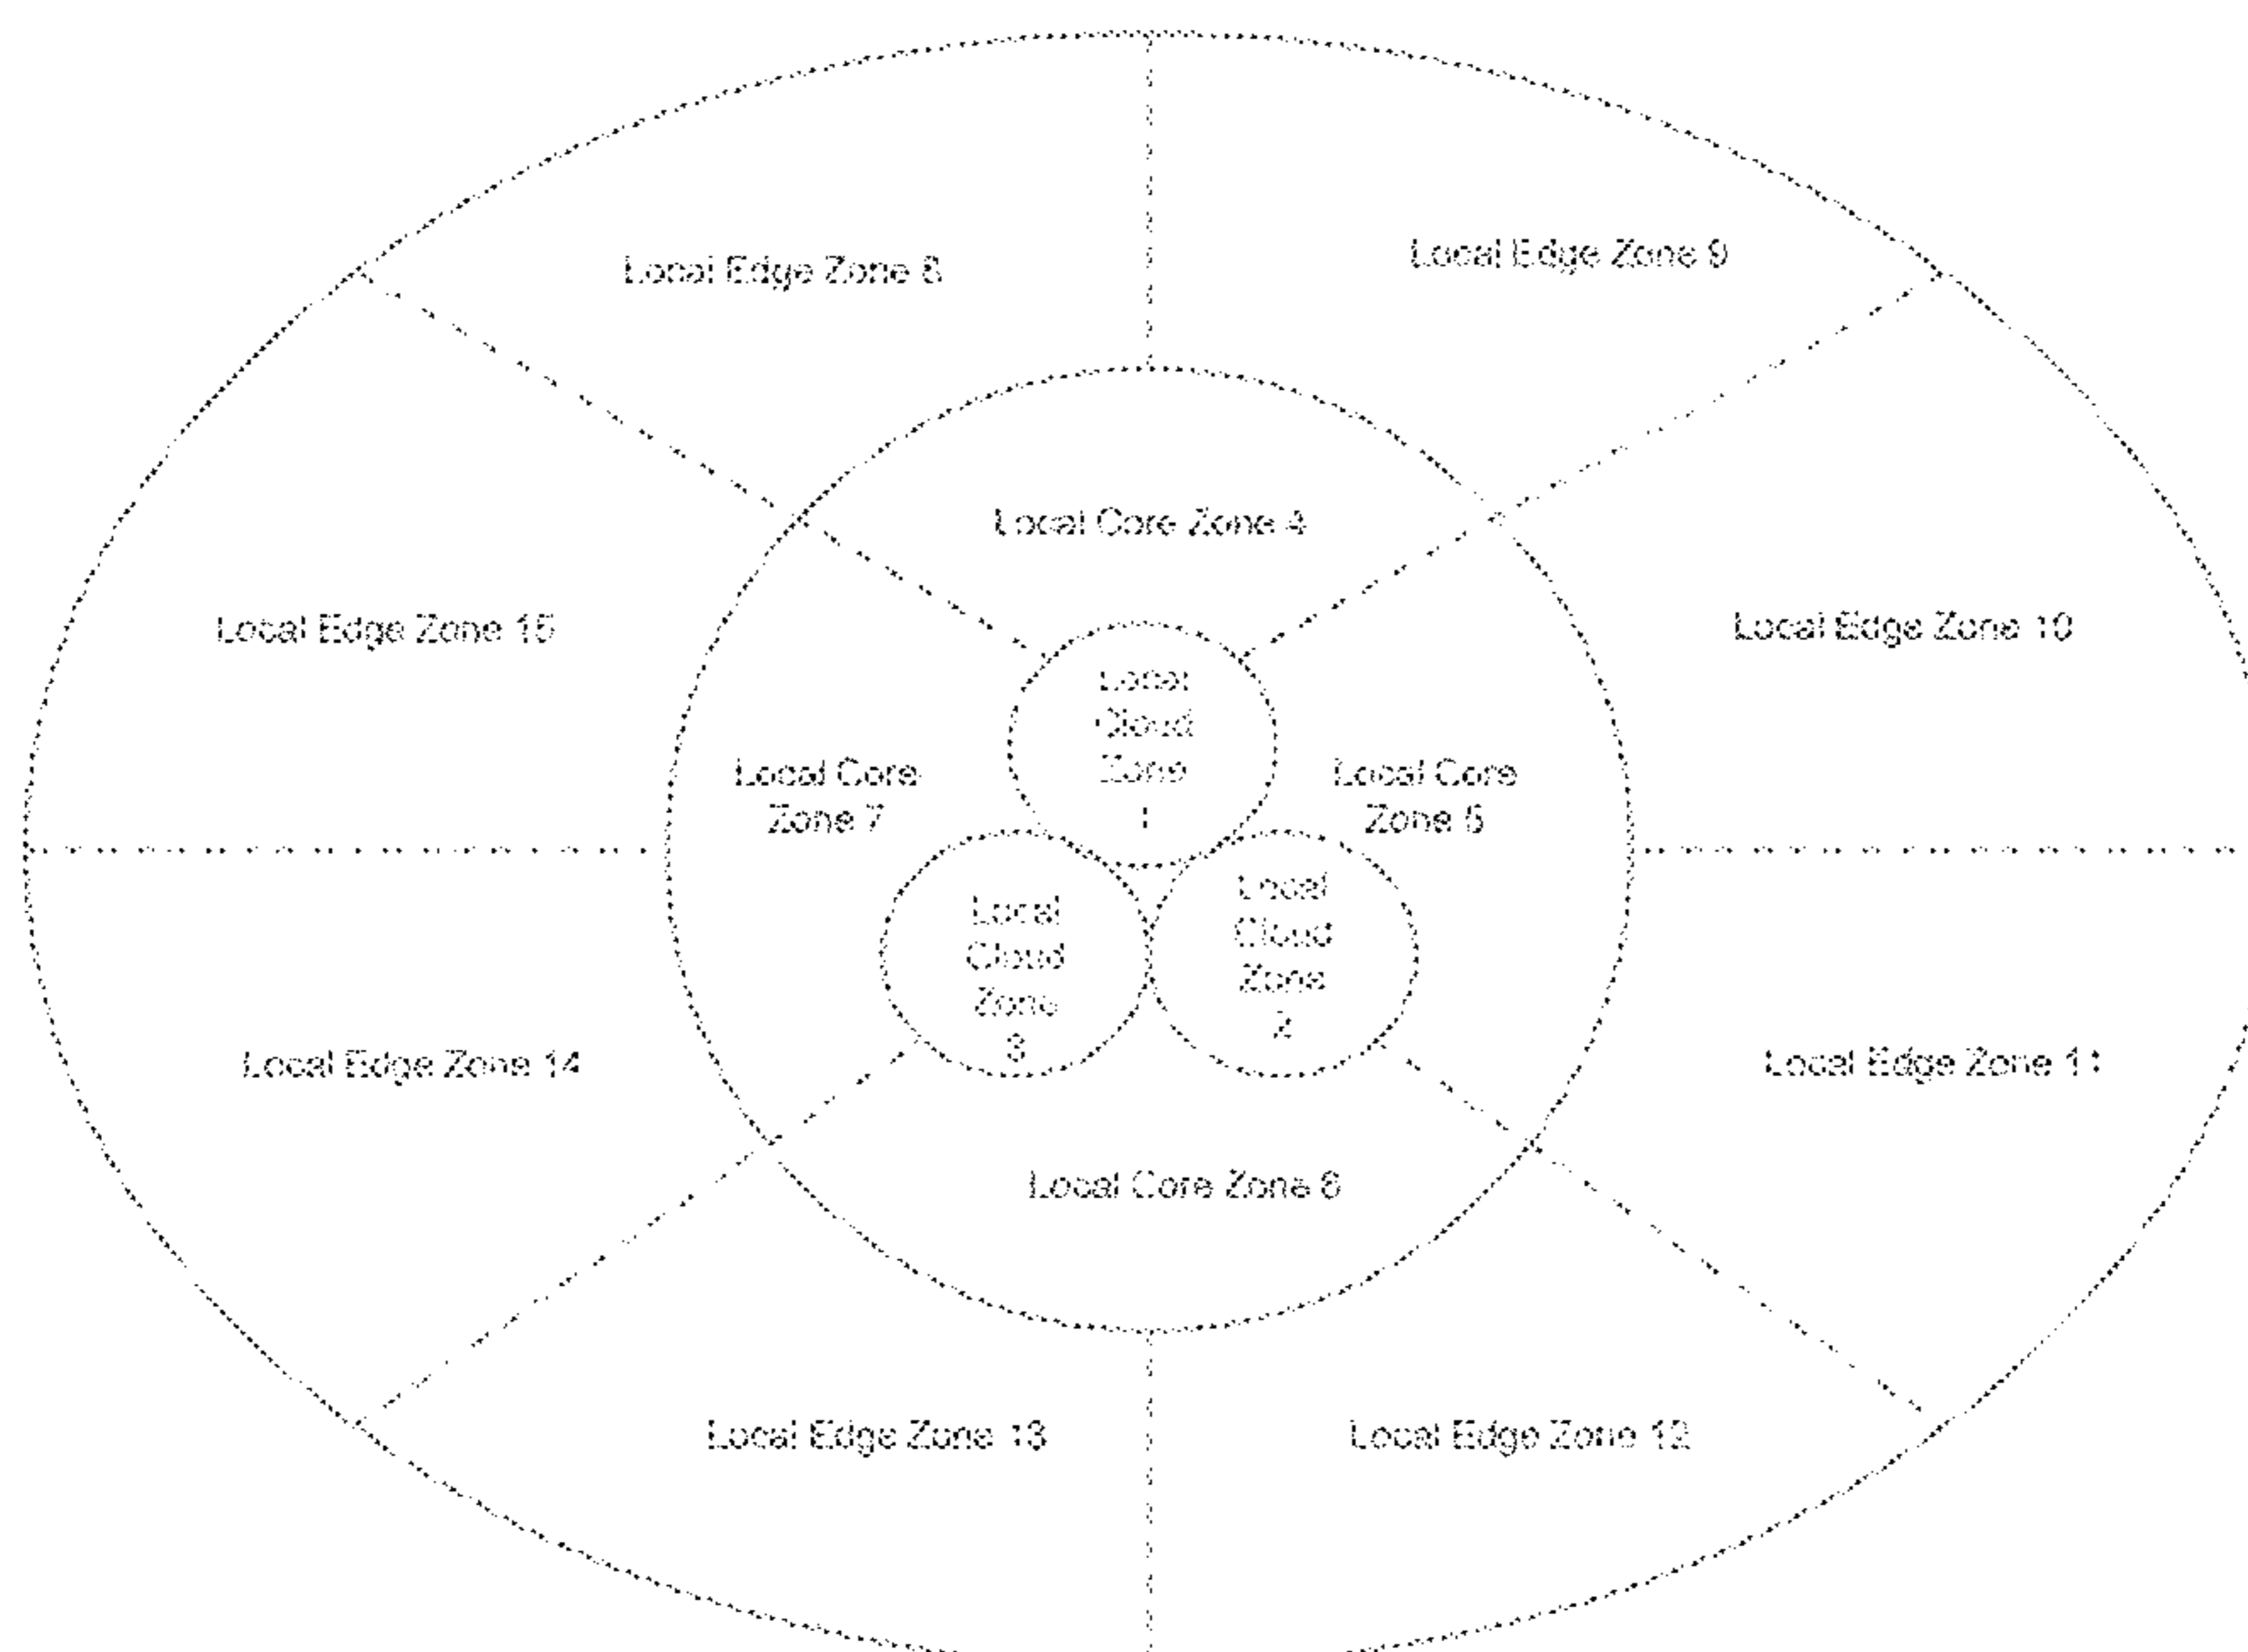 Local Edge Zone 8
Local Edge Zone 9
Local Core Zone 4
Local Edge Zone 15
Local Edge Zone 10
Local
Cloud
Zone
1
Local Core
Zone 7
Local Core
Zone 5
Local
Cloud
Zone
3
Local
Cloud
Zone
2
Local Edge Zone 14
Local Edge Zone 11
Local Core Zone 6
Local Edge Zone 13
Local Edge Zone 12